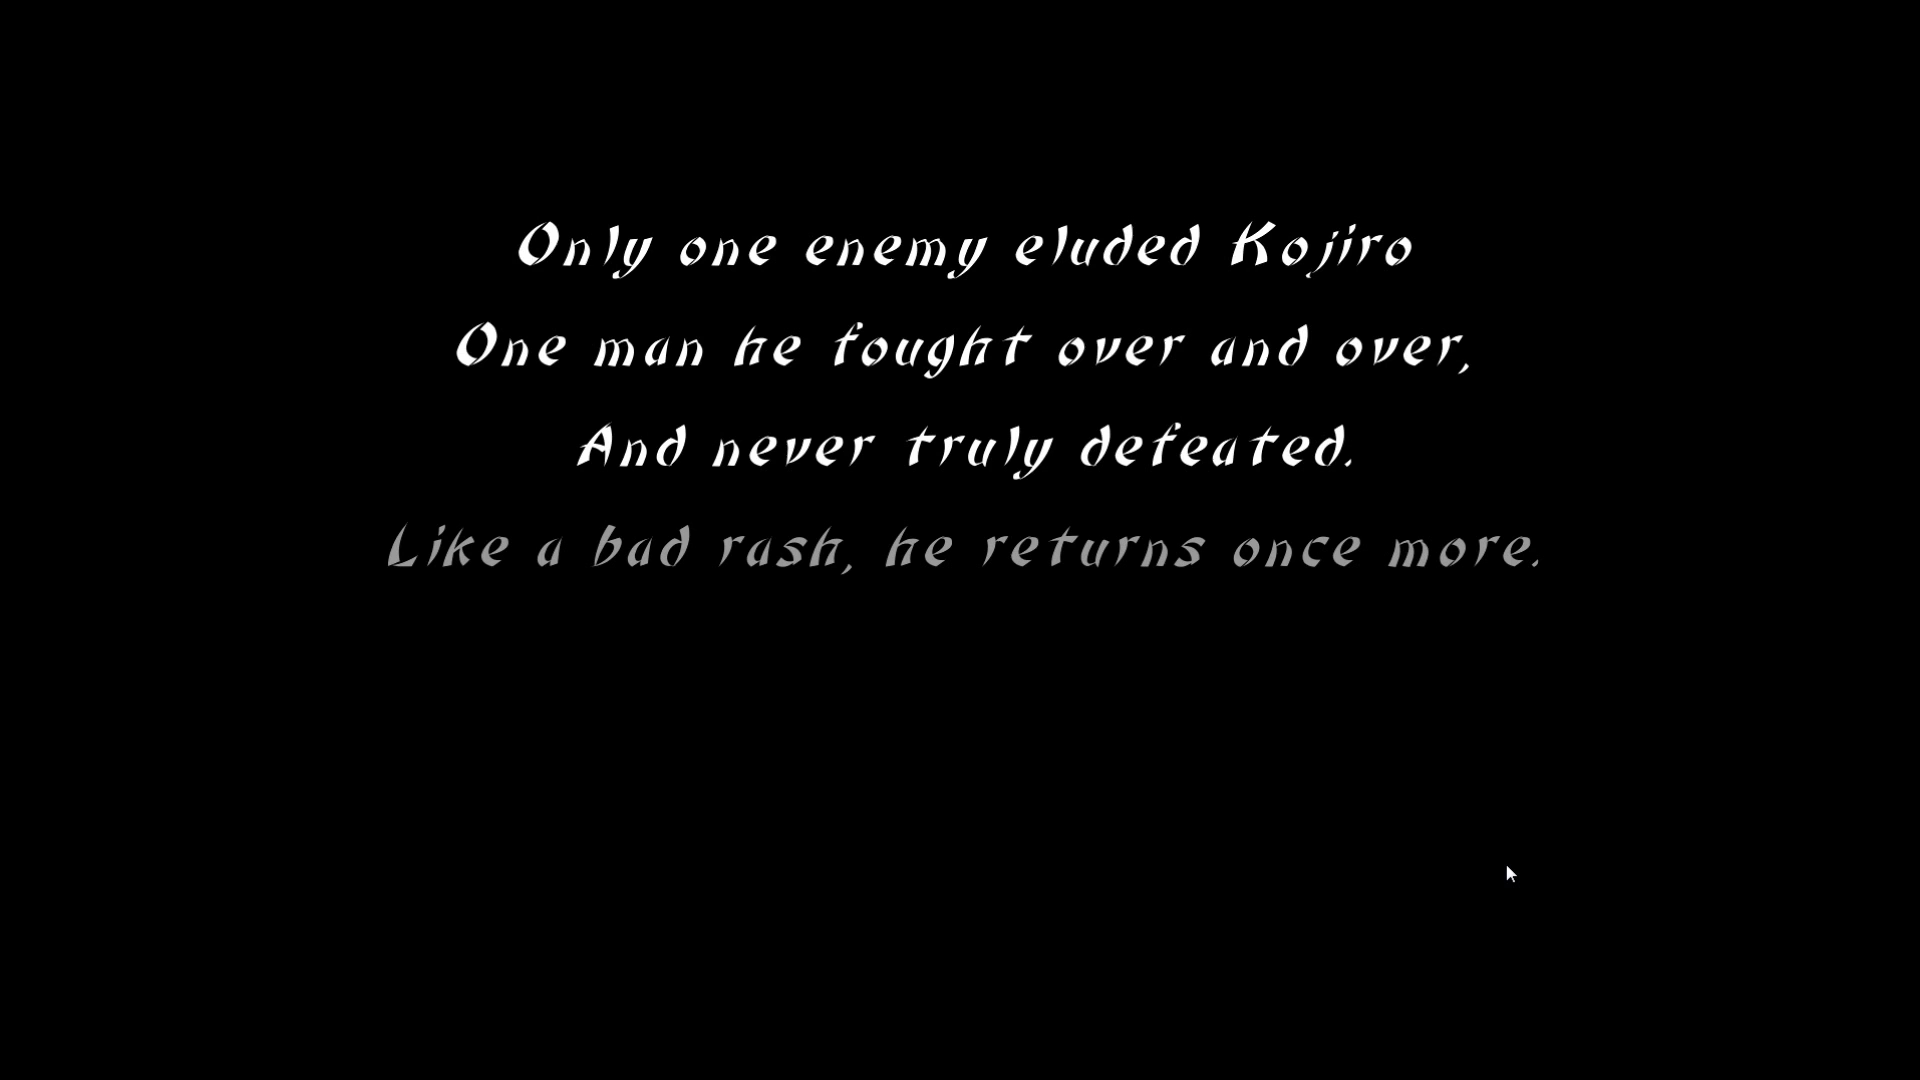 Only one enemy eluded Kojiro
One man he fought over and over,
And never truly defeated.
Like a bad rash, he returns once more.